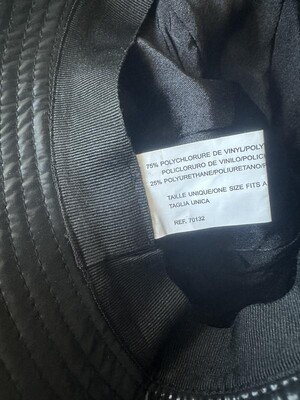 75% POLYCHLORURE DE VINYL/POLY
POLICLORURO DE VINILO/POLICL
25% POLYURETHANE/POLIURETANO/P
TAILLE UNIQUE/ONE SIZE FITS A
TAGLIA UNICA
REF. 70132